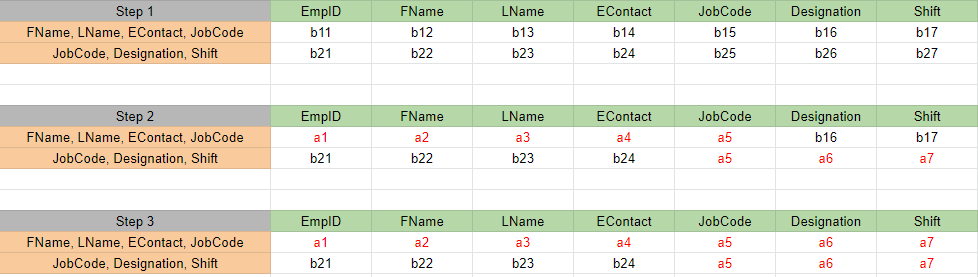 Step 1 EmpID FName LName EContact JobCode Designation Shift
FName, LName, EContact, JobCode b11 b12 b13 b14 b15 b16 b17
JobCode, Designation, Shift b21 b22 b23 b24 b25 b26 b27
Step 2 EmpID FName LName EContact JobCode Designation Shift
FName, LName, EContact, JobCode a1 a2 a3 a4 a5 b16 b17
JobCode, Designation, Shift b21 b22 b23 b24 a5 a6 a7
Step 3 EmpID FName LName EContact JobCode Designation Shift
FName, LName, EContact, JobCode a1 a2 a3 a4 a5 a6 a7
JobCode, Designation, Shift b21 b22 b23 b24 a5 a6 a7